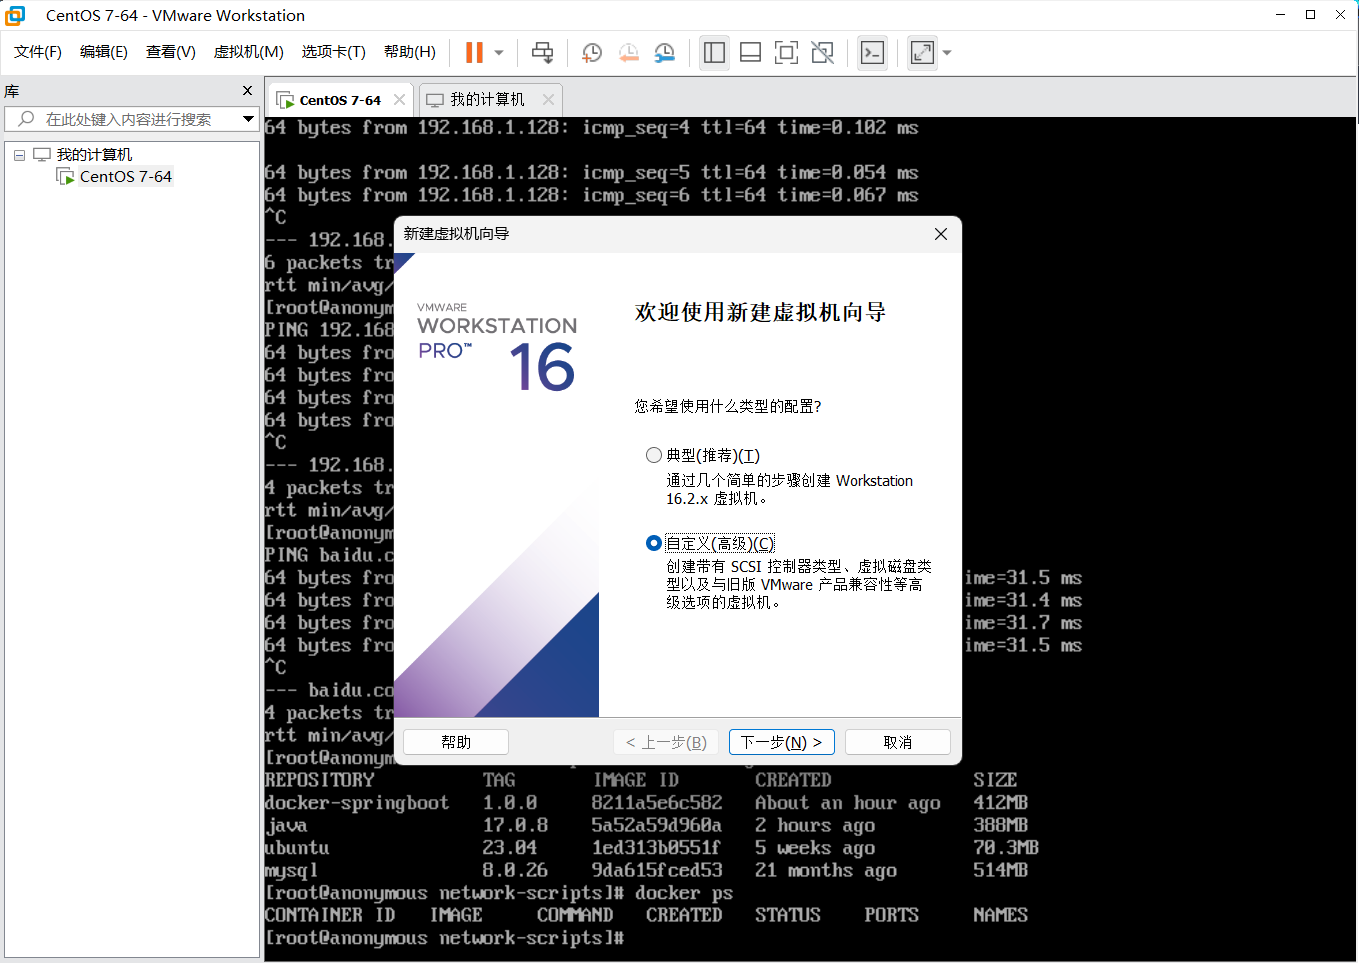 CentOS 7-64 - VMware Workstation
文件(F) 编辑(E) 查看(V) 虚拟机(M) 选项卡(T) 帮助(H)
库
在此处键入内容进行搜索
我的计算机
CentOS 7-64
CentOS 7-64
我的计算机
64 bytes from 192.168.1.128: icmp_seq=4 ttl=64 time=0.102 ms
64 bytes from 192.168.1.128: icmp_seq=5 ttl=64 time=0.054 ms
64 bytes from 192.168.1.128: icmp_seq=6 ttl=64 time=0.067 ms
^C
--- 192.168.
6 packets tr
rtt min/avg/
[root@anonym
PING 192.168
64 bytes fro
64 bytes fro
64 bytes fro
64 bytes fro
^C
--- 192.168.
4 packets tr
rtt min/avg/
[root@anonym
PING baidu.c
64 bytes fro ime=31.5 ms
64 bytes fro ime=31.4 ms
64 bytes fro ime=31.7 ms
64 bytes fro ime=31.5 ms
^C
--- baidu.co
4 packets tr
rtt min/avg/
[root@anonym
REPOSITORY TAG IMAGE ID CREATED SIZE
docker-springboot 1.0.0 8211a5e6c582 About an hour ago 412MB
java 17.0.8 5a52a59d960a 2 hours ago 388MB
ubuntu 23.04 1ed313b0551f 5 weeks ago 70.3MB
mysql 8.0.26 9da615fced53 21 months ago 514MB
[root@anonymous network-scripts]# docker ps
CONTAINER ID IMAGE COMMAND CREATED STATUS PORTS NAMES
[root@anonymous network-scripts]#
新建虚拟机向导
VMWARE
WORKSTATION
PRO™ 16
欢迎使用新建虚拟机向导
您希望使用什么类型的配置?
典型(推荐)(T)
通过几个简单的步骤创建 Workstation
16.2.x 虚拟机。
自定义(高级)(C)
创建带有 SCSI 控制器类型、虚拟磁盘类
型以及与旧版 VMware 产品兼容性等高
级选项的虚拟机。
帮助
< 上一步(B)
下一步(N) >
取消